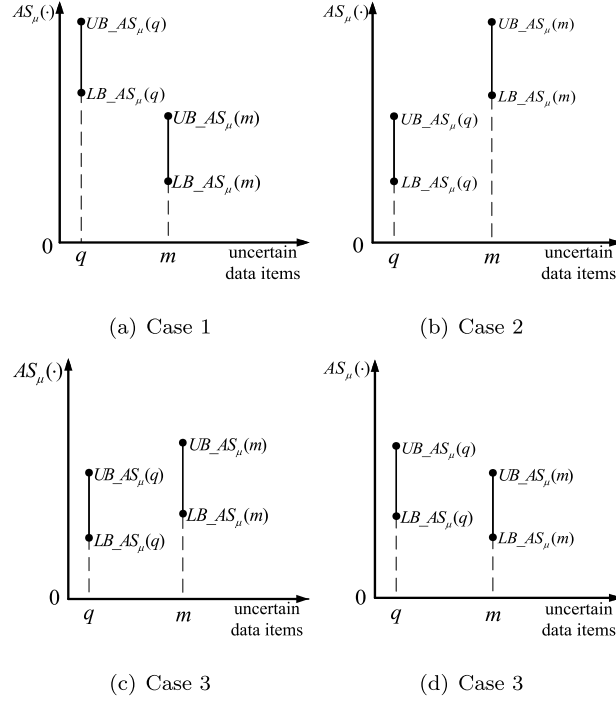 AS_μ(·)
UB_AS_μ(q)
LB_AS_μ(q)
UB_AS_μ(m)
LB_AS_μ(m)
0
q
m
uncertain
data items
(a) Case 1
AS_μ(·)
UB_AS_μ(m)
LB_AS_μ(m)
UB_AS_μ(q)
LB_AS_μ(q)
0
q
m
uncertain
data items
(b) Case 2
AS_μ(·)
UB_AS_μ(m)
UB_AS_μ(q)
LB_AS_μ(m)
LB_AS_μ(q)
0
q
m
uncertain
data items
(c) Case 3
AS_μ(·)
UB_AS_μ(q)
UB_AS_μ(m)
LB_AS_μ(q)
LB_AS_μ(m)
0
q
m
uncertain
data items
(d) Case 3